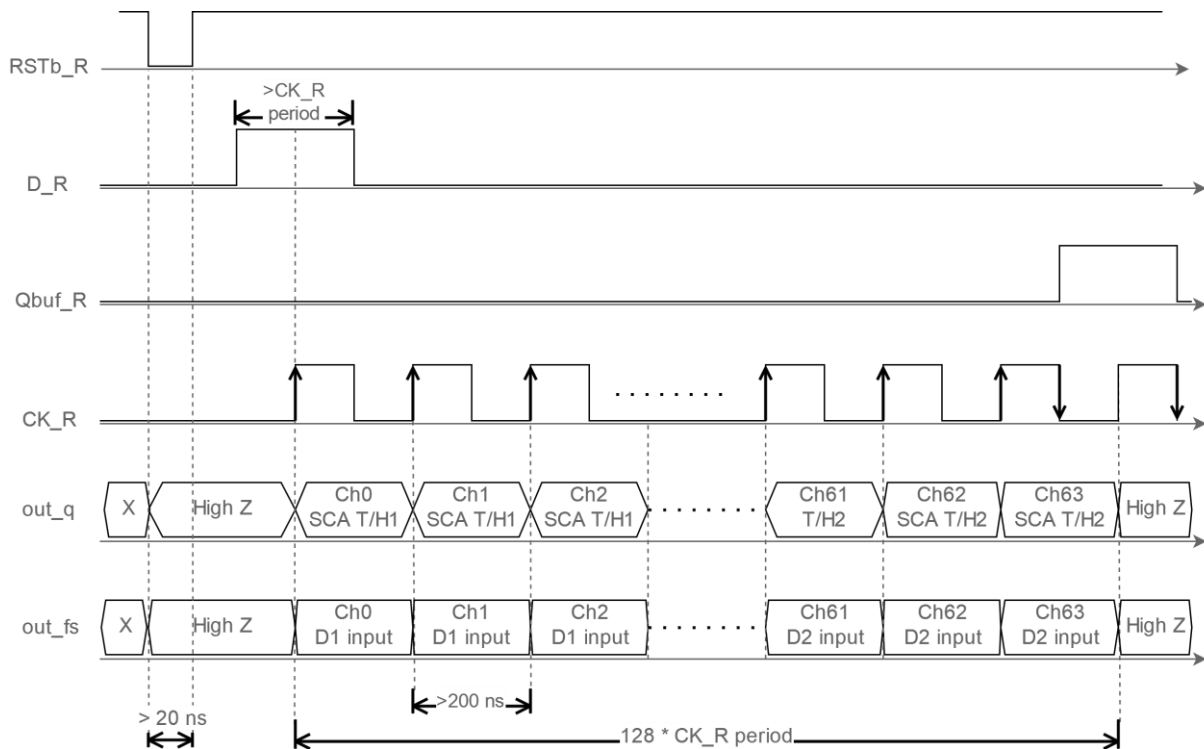 RSTb_R
>CK_R
period
D_R
Qbuf_R
CK_R
out_q
X
High Z
Ch0
SCA T/H1
Ch1
SCA T/H1
Ch2
SCA T/H1
Ch61
T/H2
Ch62
SCA T/H2
Ch63
SCA T/H2
High Z
out_fs
X
High Z
Ch0
D1 input
Ch1
D1 input
Ch2
D1 input
Ch61
D2 input
Ch62
D2 input
Ch63
D2 input
High Z
> 20 ns
>200 ns
128 * CK_R period